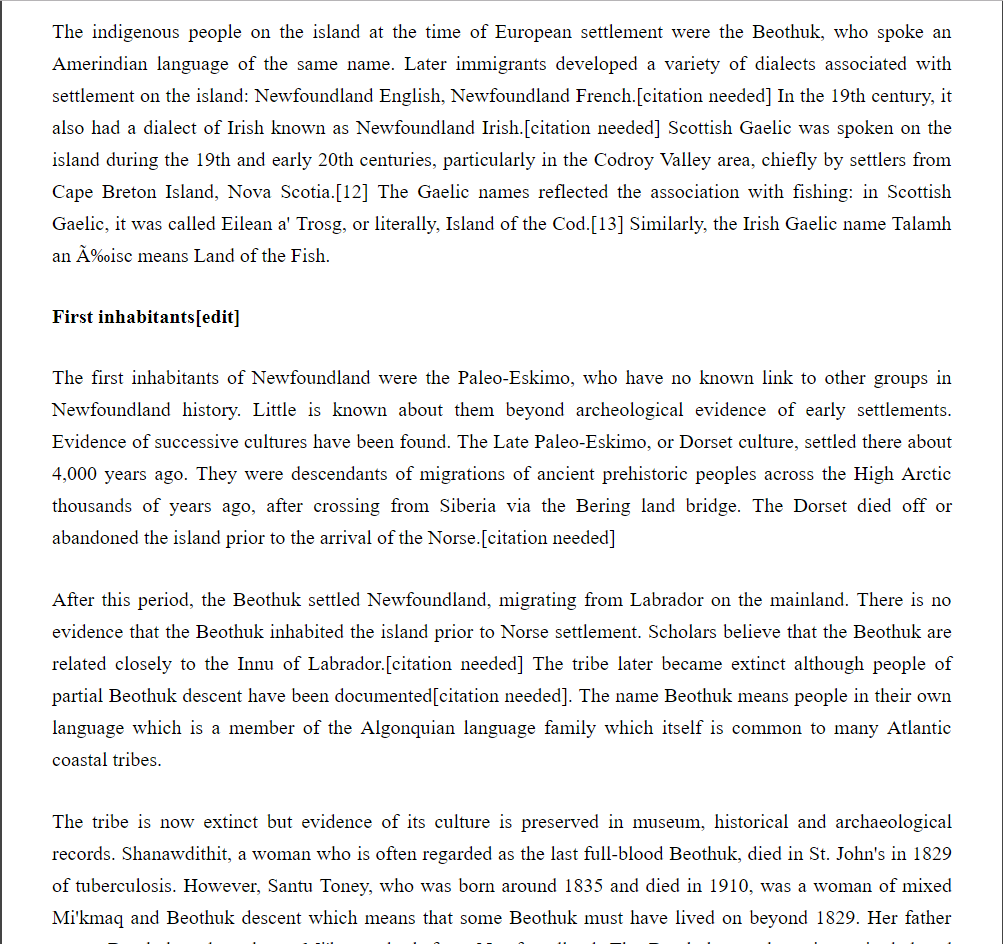 The indigenous people on the island at the time of European settlement were the Beothuk, who spoke an
Amerindian language of the same name. Later immigrants developed a variety of dialects associated with
settlement on the island: Newfoundland English, Newfoundland French.[citation needed] In the 19th century, it
also had a dialect of Irish known as Newfoundland Irish.[citation needed] Scottish Gaelic was spoken on the
island during the 19th and early 20th centuries, particularly in the Codroy Valley area, chiefly by settlers from
Cape Breton Island, Nova Scotia.[12] The Gaelic names reflected the association with fishing: in Scottish
Gaelic, it was called Eilean a' Trosg, or literally, Island of the Cod.[13] Similarly, the Irish Gaelic name Talamh
an Ã‰isc means Land of the Fish.
First inhabitants[edit]
The first inhabitants of Newfoundland were the Paleo-Eskimo, who have no known link to other groups in
Newfoundland history. Little is known about them beyond archeological evidence of early settlements.
Evidence of successive cultures have been found. The Late Paleo-Eskimo, or Dorset culture, settled there about
4,000 years ago. They were descendants of migrations of ancient prehistoric peoples across the High Arctic
thousands of years ago, after crossing from Siberia via the Bering land bridge. The Dorset died off or
abandoned the island prior to the arrival of the Norse.[citation needed]
After this period, the Beothuk settled Newfoundland, migrating from Labrador on the mainland. There is no
evidence that the Beothuk inhabited the island prior to Norse settlement. Scholars believe that the Beothuk are
related closely to the Innu of Labrador.[citation needed] The tribe later became extinct although people of
partial Beothuk descent have been documented[citation needed]. The name Beothuk means people in their own
language which is a member of the Algonquian language family which itself is common to many Atlantic
coastal tribes.
The tribe is now extinct but evidence of its culture is preserved in museum, historical and archaeological
records. Shanawdithit, a woman who is often regarded as the last full-blood Beothuk, died in St. John's in 1829
of tuberculosis. However, Santu Toney, who was born around 1835 and died in 1910, was a woman of mixed
Mi'kmaq and Beothuk descent which means that some Beothuk must have lived on beyond 1829. Her father